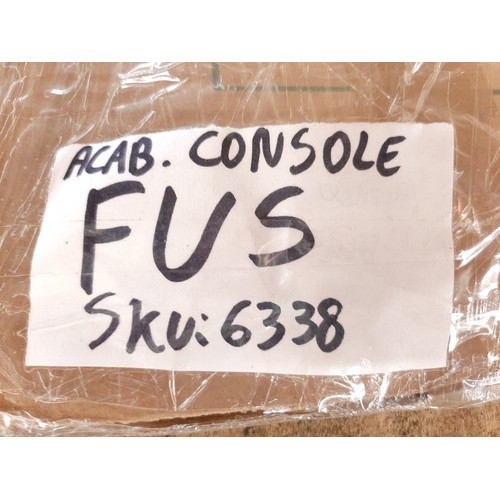 ACAB. CONSOLE
FUS
SKU: 6338